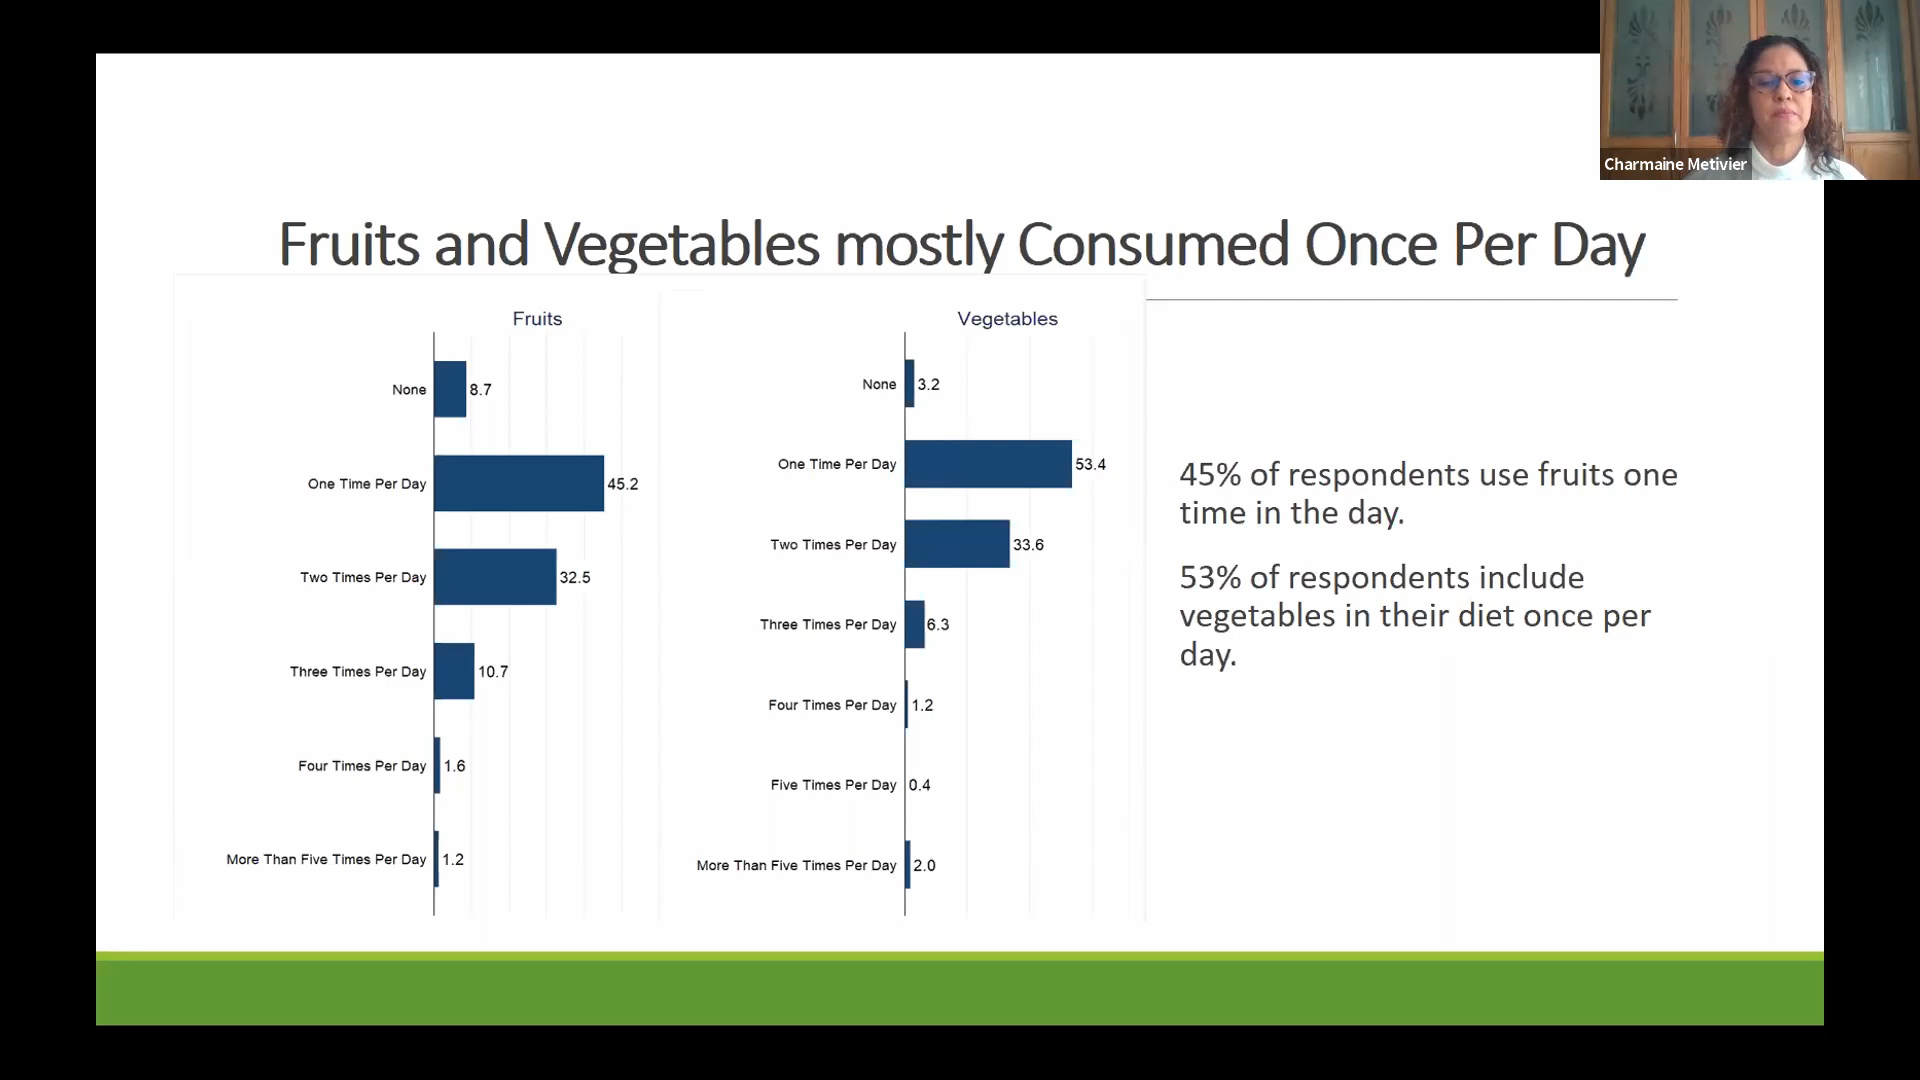 Charmaine Metivier
Fruits and Vegetables mostly Consumed Once Per Day
Fruits
None 8.7
One Time Per Day 45.2
Two Times Per Day 32.5
Three Times Per Day 10.7
Four Times Per Day 1.6
More Than Five Times Per Day 1.2
Vegetables
None 3.2
One Time Per Day 53.4
Two Times Per Day 33.6
Three Times Per Day 6.3
Four Times Per Day 1.2
Five Times Per Day 0.4
More Than Five Times Per Day 2.0
45% of respondents use fruits one
time in the day.
53% of respondents include
vegetables in their diet once per
day.